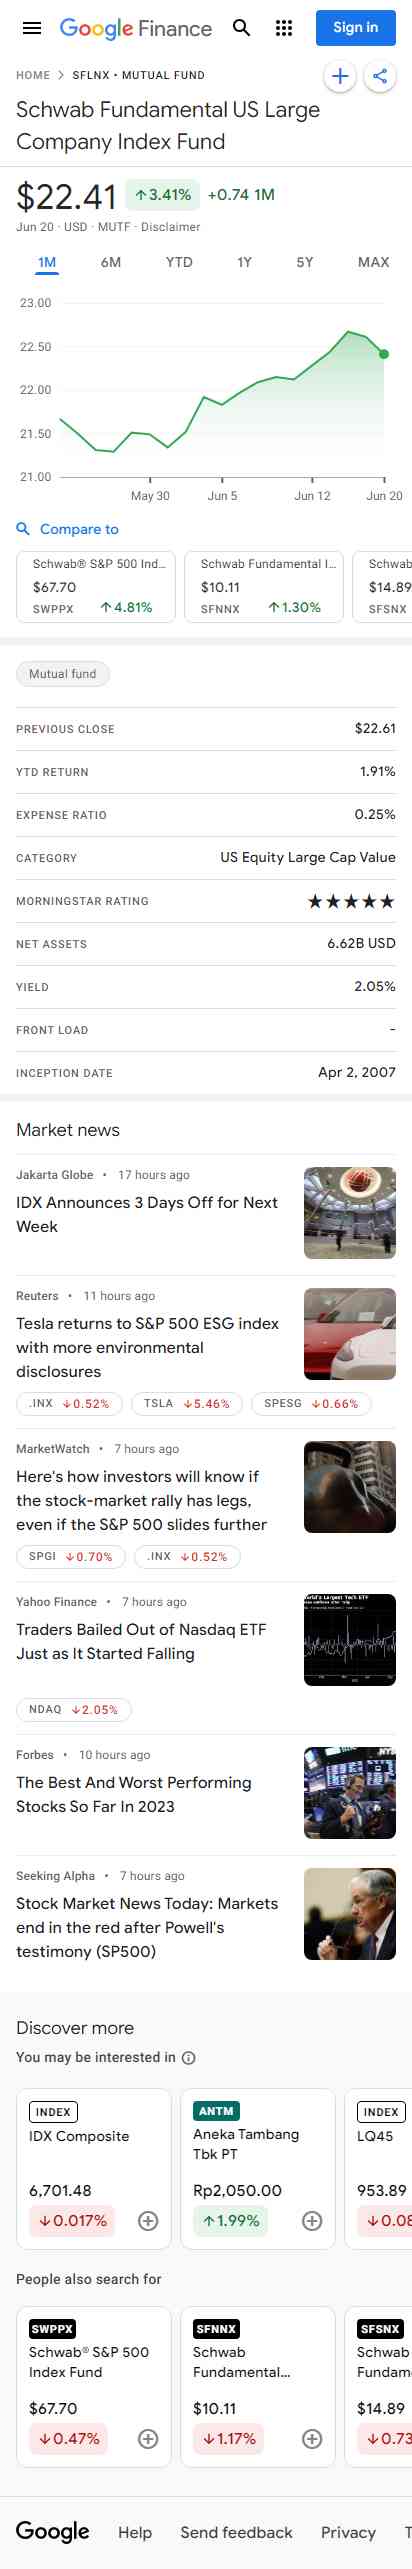 Google Finance
Sign in
HOME
SFLNX • MUTUAL FUND
Schwab Fundamental US Large
Company Index Fund
$22.41
3.41%
+0.74 1M
Jun 20 · USD · MUTF · Disclaimer
1M
6M
YTD
1Y
5Y
MAX
23.00
22.50
22.00
21.50
21.00
May 30
Jun 5
Jun 12
Jun 20
Compare to
Schwab® S&P 500 Ind...
$67.70
SWPPX
4.81%
Schwab Fundamental I...
$10.11
SFNNX
1.30%
Schwab
$14.89
SFSNX
Mutual fund
PREVIOUS CLOSE
$22.61
YTD RETURN
1.91%
EXPENSE RATIO
0.25%
CATEGORY
US Equity Large Cap Value
MORNINGSTAR RATING
★★★★★
NET ASSETS
6.62B USD
YIELD
2.05%
FRONT LOAD
-
INCEPTION DATE
Apr 2, 2007
Market news
Jakarta Globe • 17 hours ago
IDX Announces 3 Days Off for Next
Week
Reuters • 11 hours ago
Tesla returns to S&P 500 ESG index
with more environmental
disclosures
.INX 0.52%
TSLA 5.46%
SPESG 0.66%
MarketWatch • 7 hours ago
Here's how investors will know if
the stock-market rally has legs,
even if the S&P 500 slides further
SPGI 0.70%
.INX 0.52%
Yahoo Finance • 7 hours ago
Traders Bailed Out of Nasdaq ETF
Just as It Started Falling
World's Largest Tech ETF
NDAQ 2.05%
Forbes • 10 hours ago
The Best And Worst Performing
Stocks So Far In 2023
Seeking Alpha • 7 hours ago
Stock Market News Today: Markets
end in the red after Powell's
testimony (SP500)
Discover more
You may be interested in
INDEX
IDX Composite
6,701.48
0.017%
ANTM
Aneka Tambang
Tbk PT
Rp2,050.00
1.99%
INDEX
LQ45
953.89
0.08
People also search for
SWPPX
Schwab® S&P 500
Index Fund
$67.70
0.47%
SFNNX
Schwab
Fundamental...
$10.11
1.17%
SFSNX
Schwab
Fundam
$14.89
0.73
Google
Help
Send feedback
Privacy
T